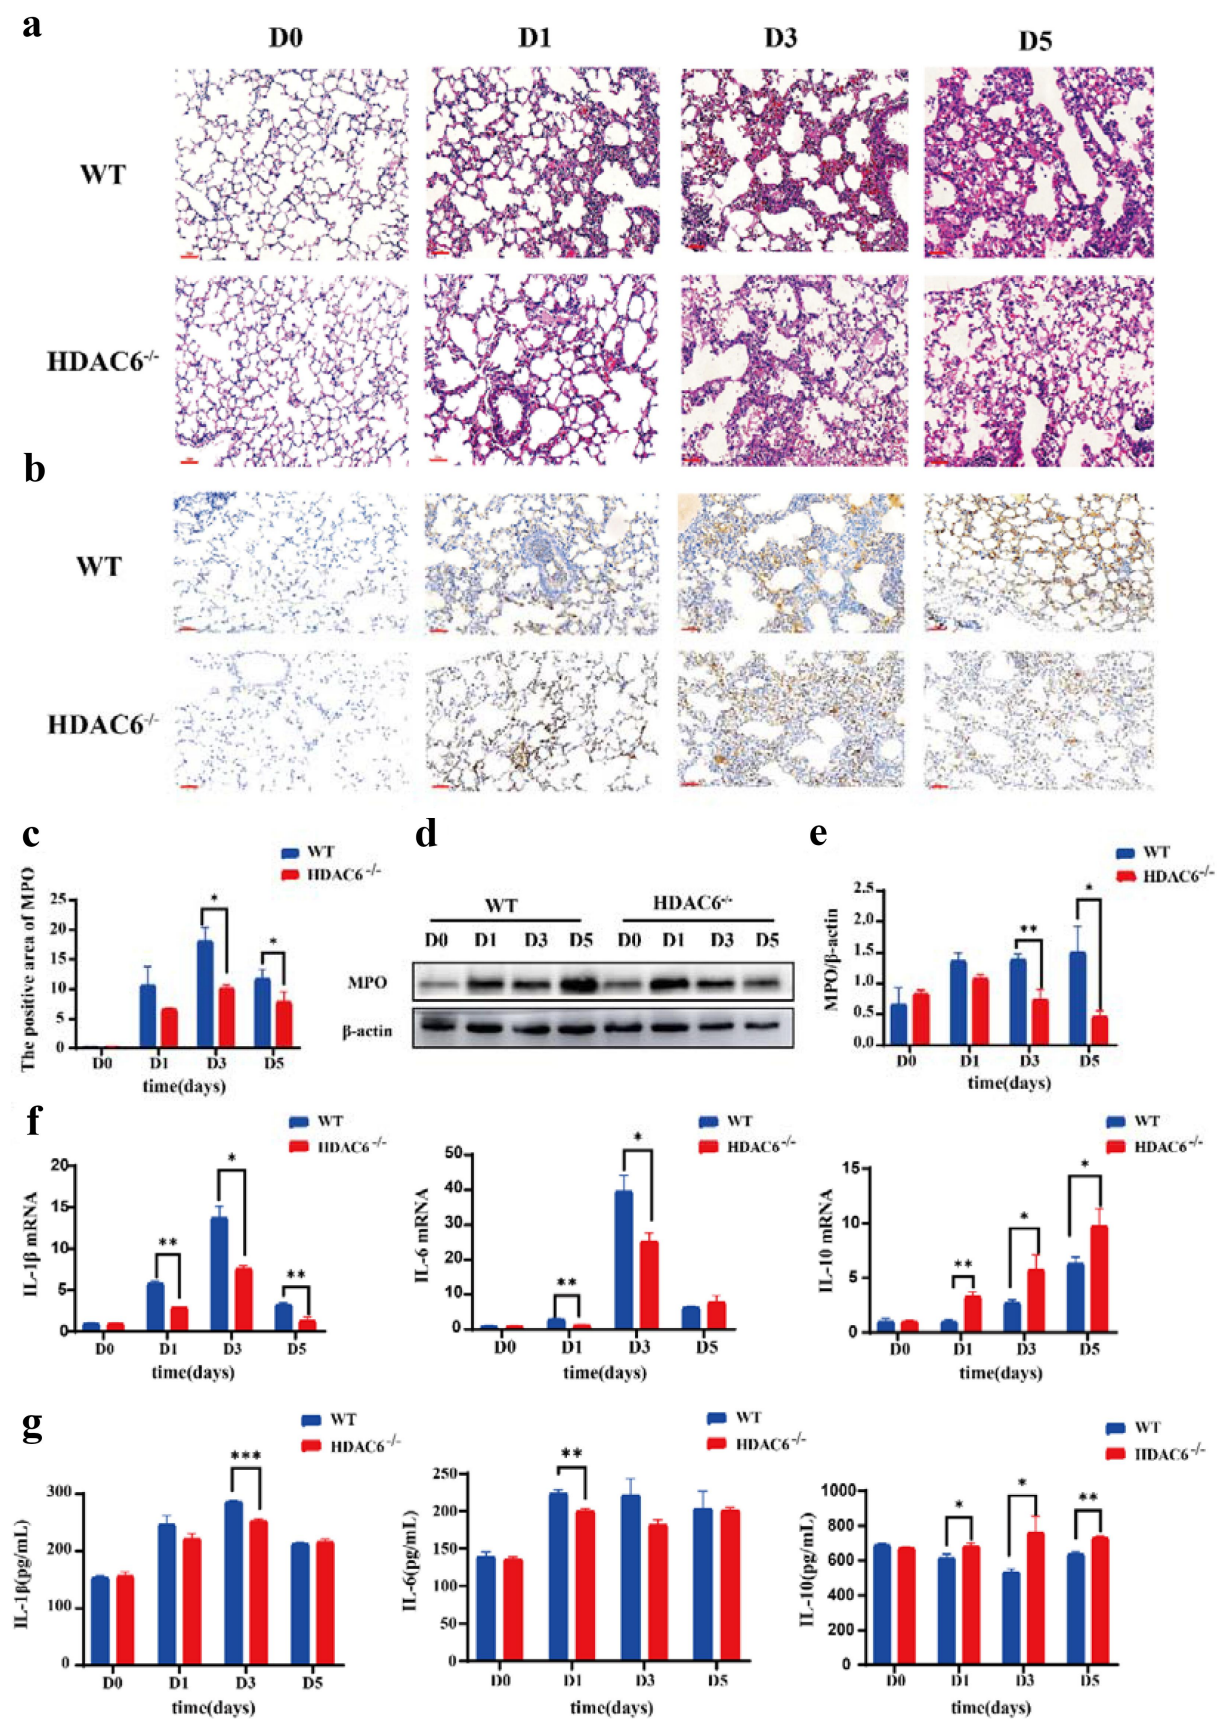 a
D0 D1 D3 D5
WT
HDAC6-/-
b
WT
HDAC6-/-
c
WT
HDAC6-/-
The positive area of MPO
25
20
15
10
5
0
* *
D0 D1 D3 D5
time(days)
d
WT HDAC6-/-
D0 D1 D3 D5 D0 D1 D3 D5
MPO
β-actin
e
WT
HDAC6-/-
MPO/β-actin
2.5
2.0
1.5
1.0
0.5
0.0
** *
D0 D1 D3 D5
time(days)
f
WT
HDAC6-/-
IL-1β mRNA
20
15
10
5
0
** * **
D0 D1 D3 D5
time(days)
WT
HDAC6-/-
IL-6 mRNA
50
40
30
20
10
0
** *
D0 D1 D3 D5
time(days)
WT
HDAC6-/-
IL-10 mRNA
15
10
5
0
** * *
D0 D1 D3 D5
time(days)
g
WT
HDAC6-/-
IL-1β(pg/mL)
300
200
100
0
***
D0 D1 D3 D5
time(days)
WT
HDAC6-/-
IL-6(pg/mL)
250
200
150
100
50
0
**
D0 D1 D3 D5
time(days)
WT
HDAC6-/-
IL-10(pg/mL)
1000
800
600
400
200
0
* * **
D0 D1 D3 D5
time(days)